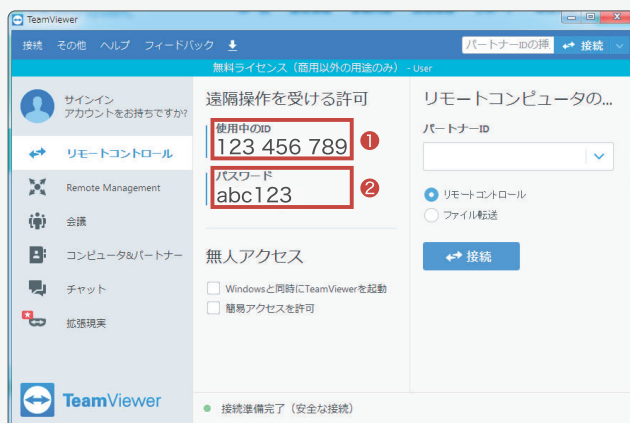 TeamViewer
接続 その他 ヘルプ フィードバック
パートナーIDの挿
接続
無料ライセンス（商用以外の用途のみ） - User
サインイン
アカウントをお持ちですか?
リモートコントロール
Remote Management
会議
コンピュータ&パートナー
チャット
拡張現実
TeamViewer
遠隔操作を受ける許可
使用中のID
123 456 789
❶
パスワード
abc123
❷
無人アクセス
Windowsと同時にTeamViewerを起動
簡易アクセスを許可
リモートコンピュータの...
パートナーID
リモートコントロール
ファイル転送
接続
接続準備完了（安全な接続）